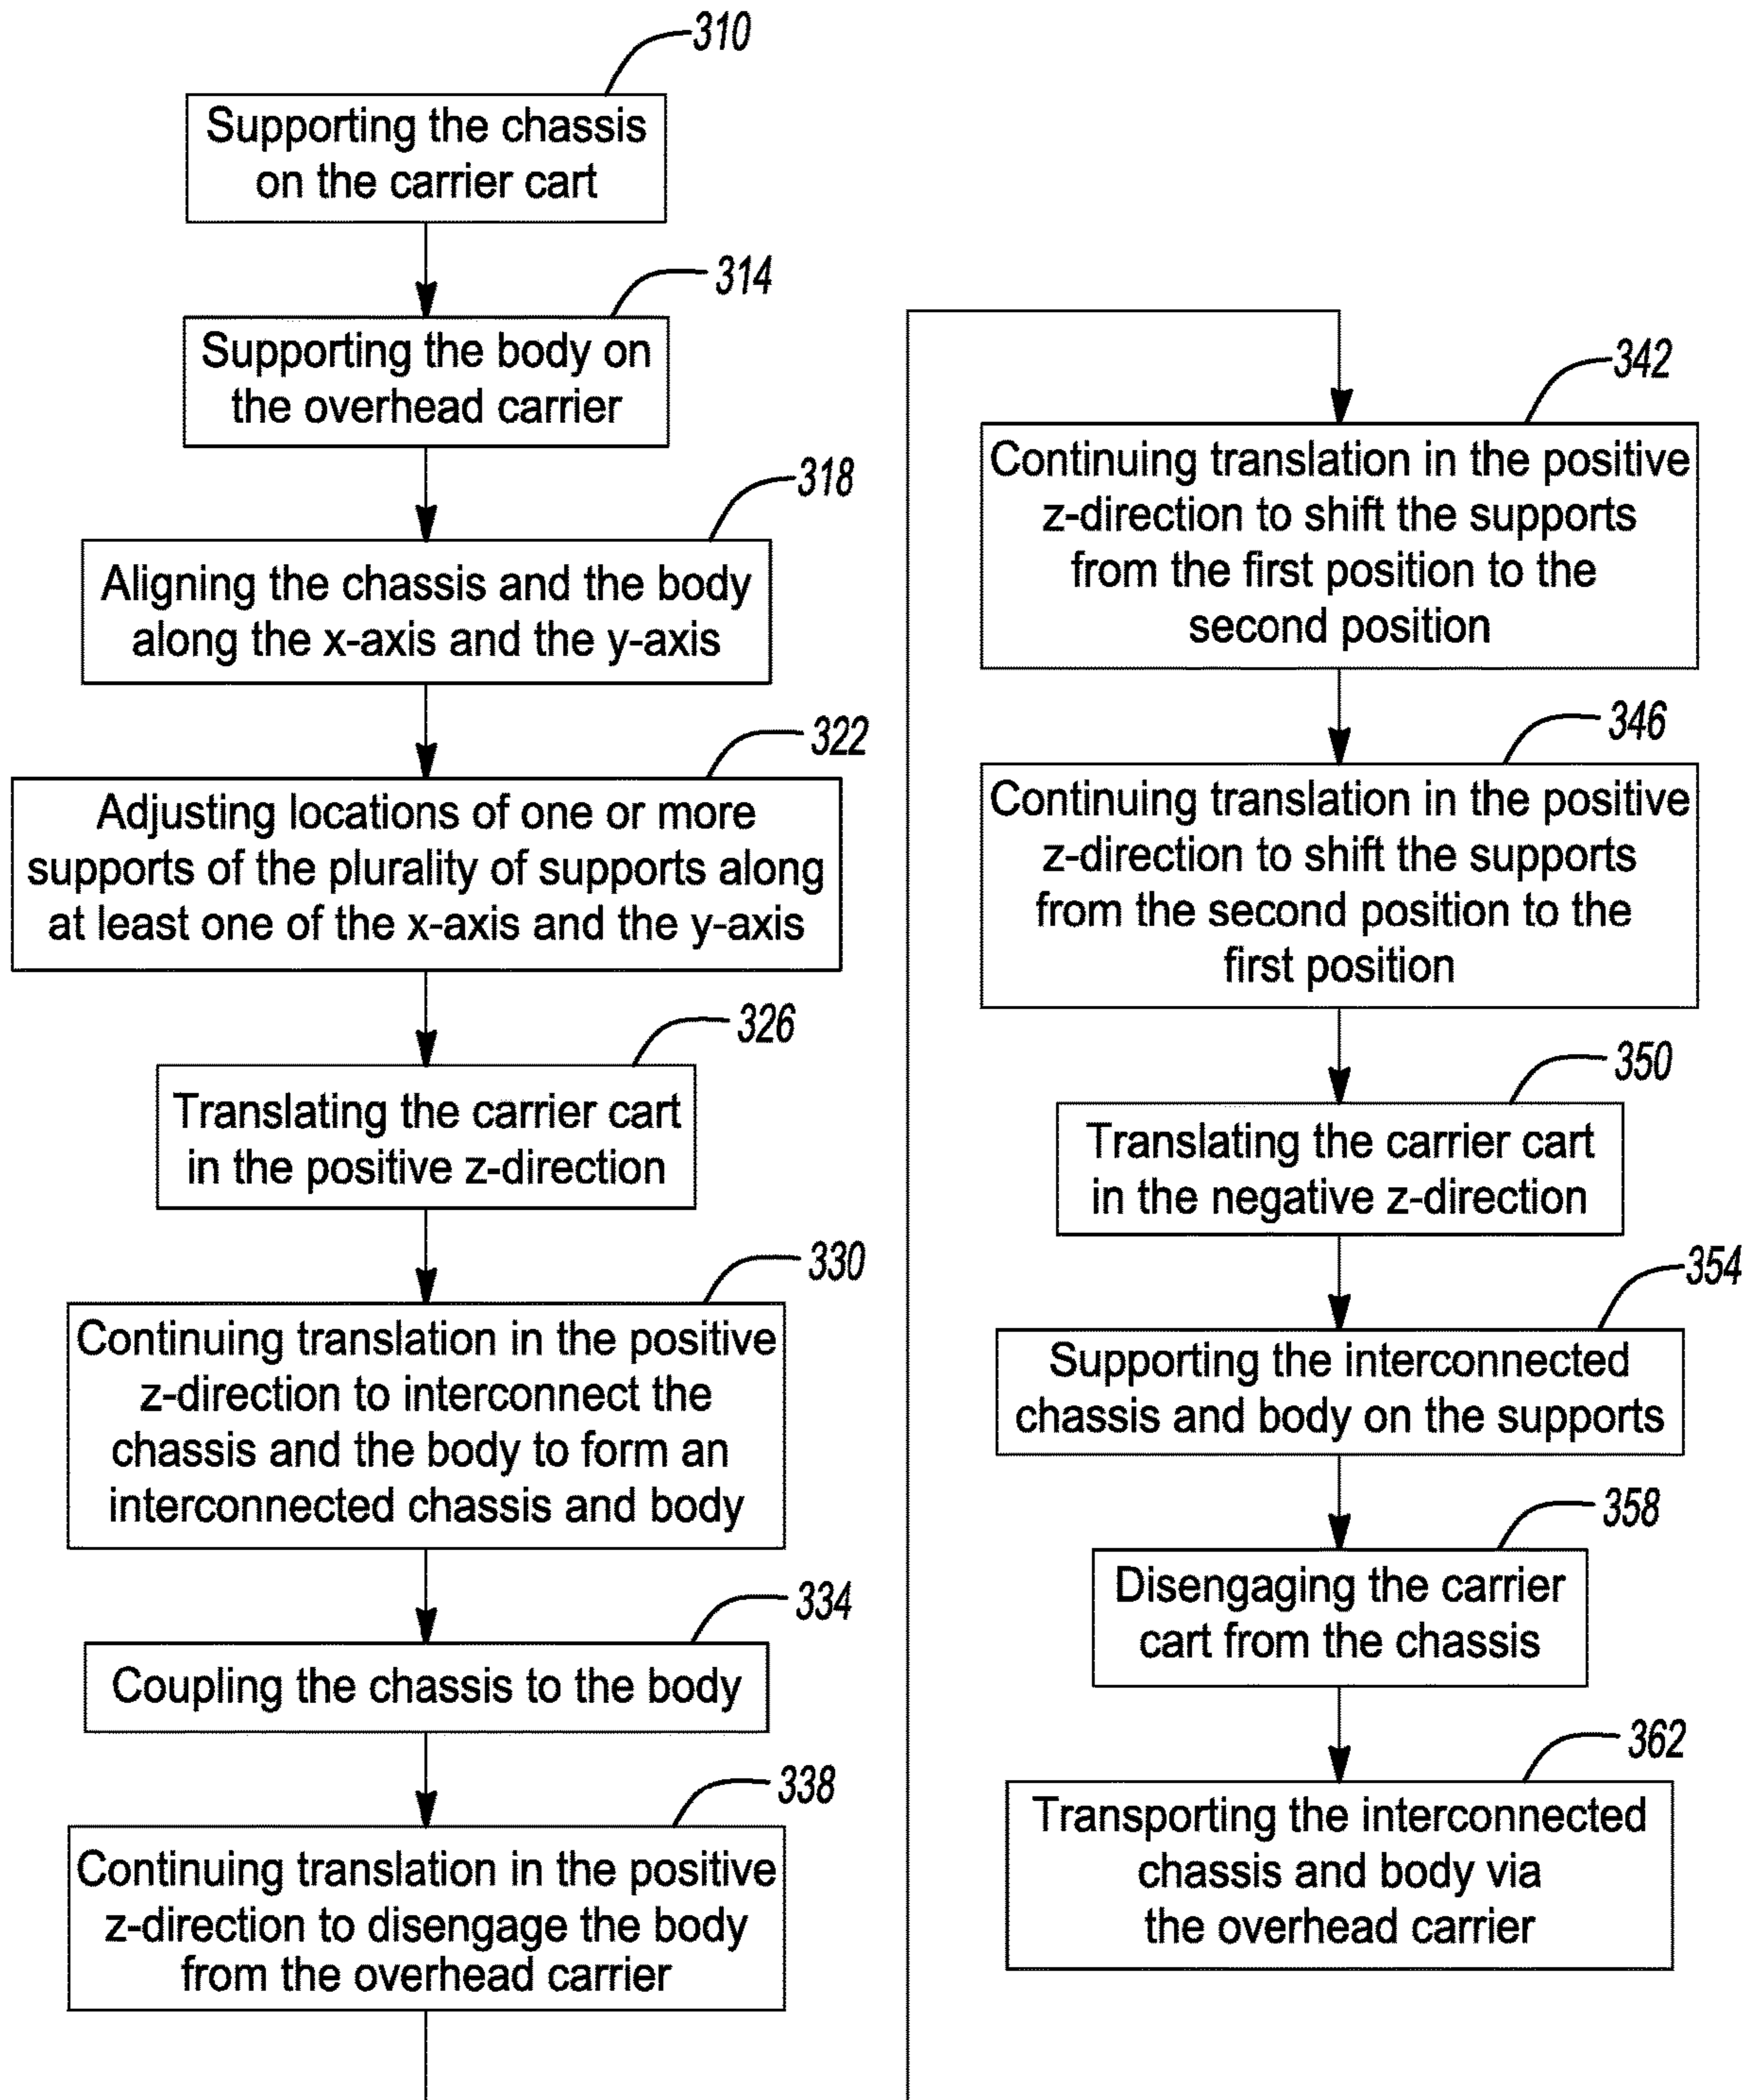 310
Supporting the chassis
on the carrier cart
314
Supporting the body on
the overhead carrier
318
Aligning the chassis and the body
along the x-axis and the y-axis
322
Adjusting locations of one or more
supports of the plurality of supports along
at least one of the x-axis and the y-axis
326
Translating the carrier cart
in the positive z-direction
330
Continuing translation in the positive
z-direction to interconnect the
chassis and the body to form an
interconnected chassis and body
334
Coupling the chassis to the body
338
Continuing translation in the positive
z-direction to disengage the body
from the overhead carrier
342
Continuing translation in the positive
z-direction to shift the supports
from the first position to the
second position
346
Continuing translation in the positive
z-direction to shift the supports
from the second position to the
first position
350
Translating the carrier cart
in the negative z-direction
354
Supporting the interconnected
chassis and body on the supports
358
Disengaging the carrier
cart from the chassis
362
Transporting the interconnected
chassis and body via
the overhead carrier